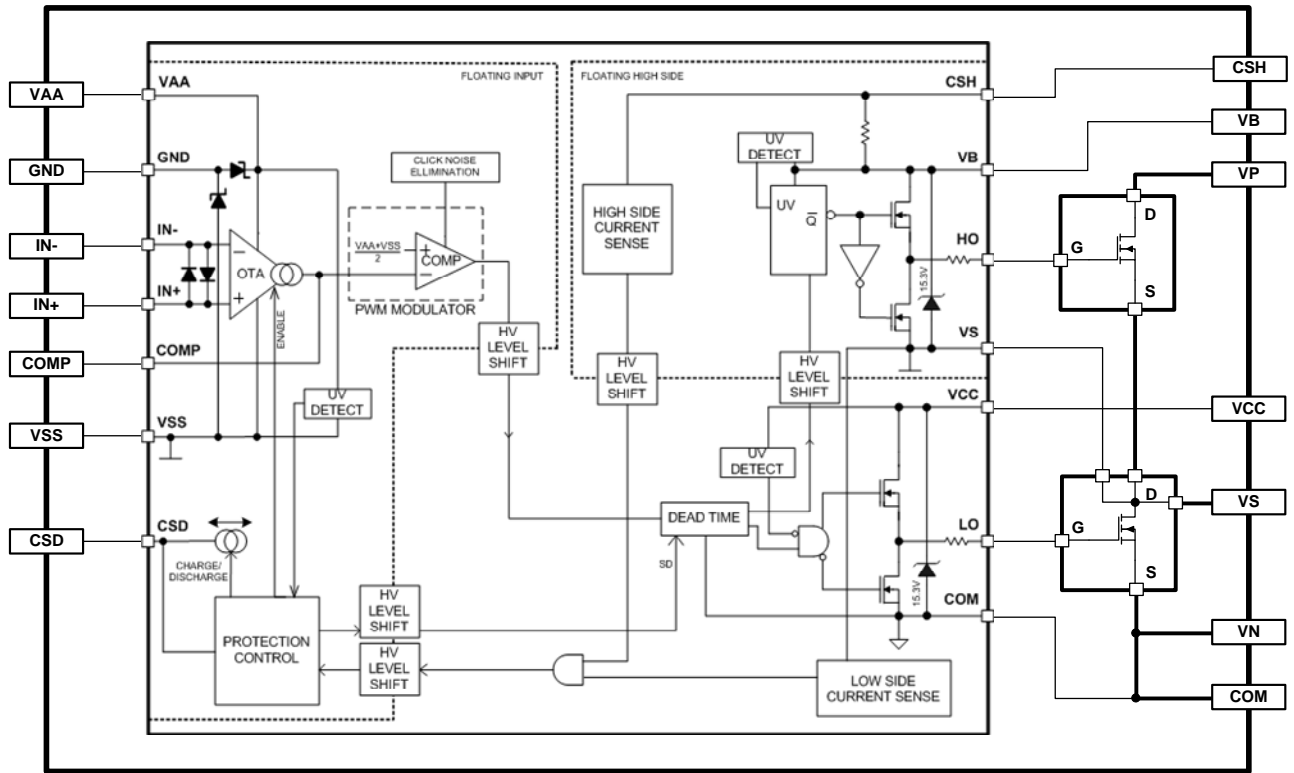 VAA
GND
IN-
IN+
COMP
VSS
CSD
FLOATING INPUT
VAA
GND
IN-
IN+
COMP
VSS
CSD
OTA
−
+
ENABLE
CLICK NOISE
ELLIMINATION
VAA+VSS
2
+
COMP
−
PWM MODULATOR
HV
LEVEL
SHIFT
UV
DETECT
CHARGE/
DISCHARGE
PROTECTION
CONTROL
HV
LEVEL
SHIFT
HV
LEVEL
SHIFT
FLOATING HIGH SIDE
HIGH SIDE
CURRENT
SENSE
HV
LEVEL
SHIFT
UV
DETECT
UV
Q
HV
LEVEL
SHIFT
15.3V
CSH
VB
HO
VS
VCC
UV
DETECT
DEAD TIME
SD
LO
15.3V
COM
LOW SIDE
CURRENT SENSE
D
G
S
D
G
S
CSH
VB
VP
VCC
VS
VN
COM